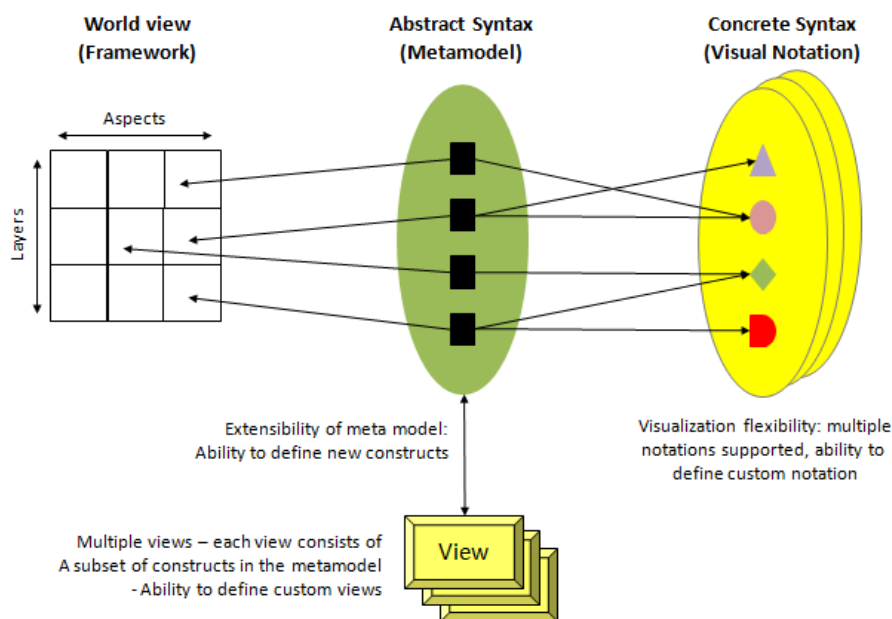 World view
(Framework)
Abstract Syntax
(Metamodel)
Concrete Syntax
(Visual Notation)
Aspects
Layers
Extensibility of meta model:
Ability to define new constructs
Visualization flexibility: multiple
notations supported, ability to
define custom notation
Multiple views – each view consists of
A subset of constructs in the metamodel
- Ability to define custom views
View